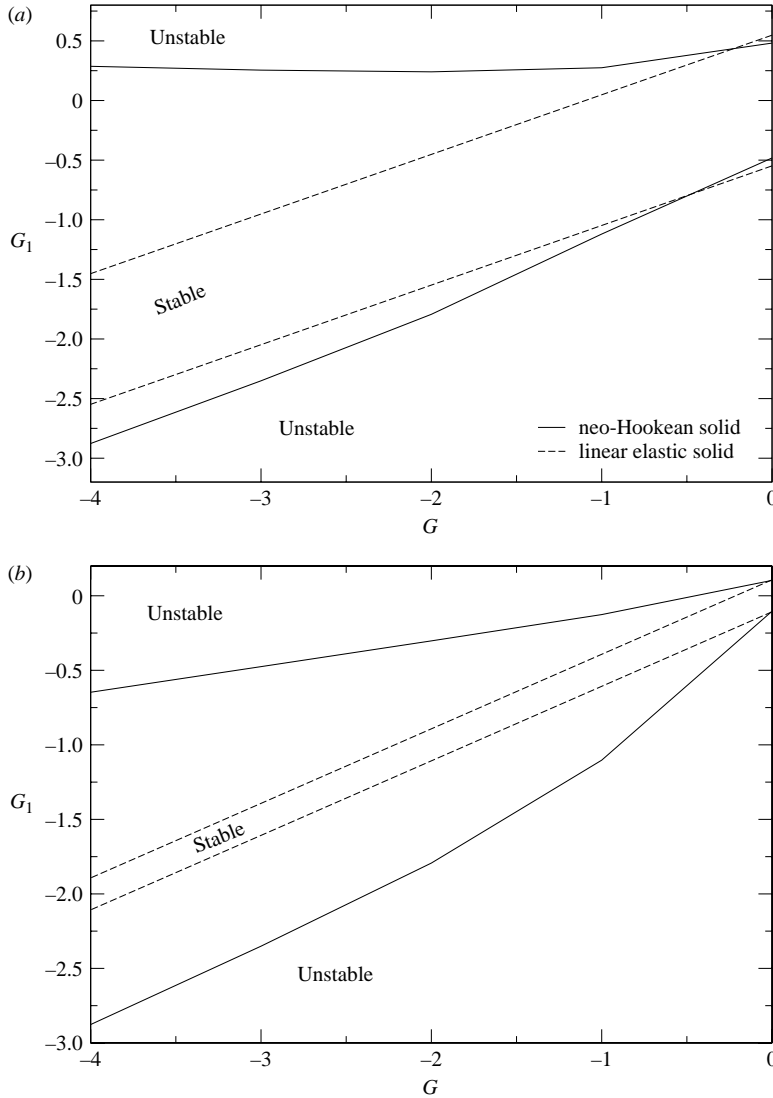 (a)
Unstable
0.5
0
–0.5
–1.0
G1
–1.5
Stable
–2.0
–2.5
Unstable
neo-Hookean solid
linear elastic solid
–3.0
–4 –3 –2 –1 0
G
(b)
0
Unstable
–0.5
–1.0
G1
–1.5
Stable
–2.0
–2.5
Unstable
–3.0
–4 –3 –2 –1 0
G